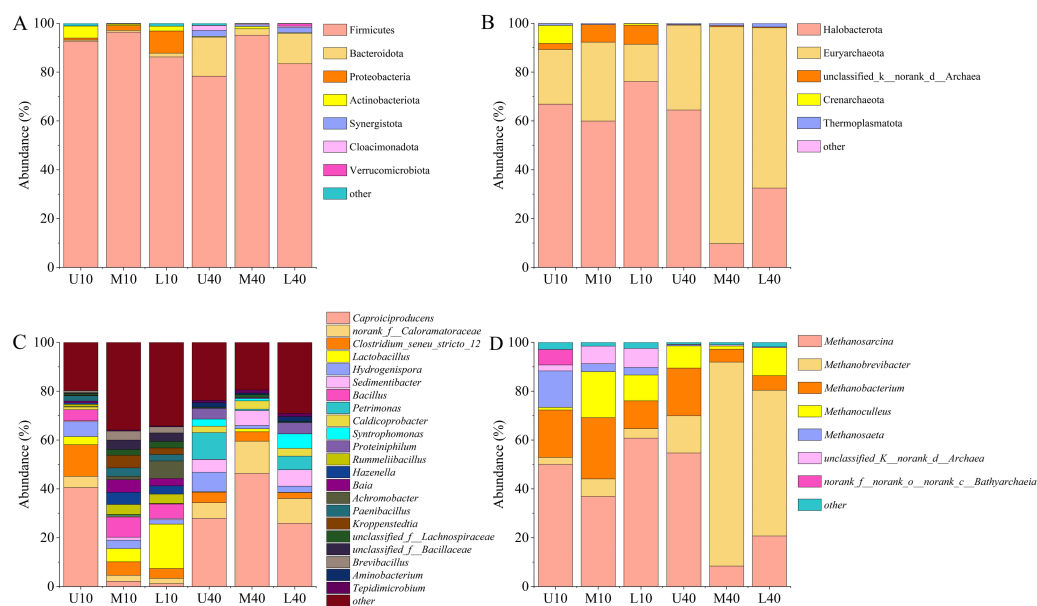 A
Abundance (%)
100
80
60
40
20
0
U10 M10 L10 U40 M40 L40
Firmicutes
Bacteroidota
Proteobacteria
Actinobacteriota
Synergistota
Cloacimonadota
Verrucomicrobiota
other
B
Abundance (%)
100
80
60
40
20
0
U10 M10 L10 U40 M40 L40
Halobacterota
Euryarchaeota
unclassified_k__norank_d__Archaea
Crenarchaeota
Thermoplasmatota
other
C
Abundance (%)
100
80
60
40
20
0
U10 M10 L10 U40 M40 L40
Caproiciproducens
norank_f__Caloramatoraceae
Clostridium_seneu_stricto_12
Lactobacillus
Hydrogenispora
Sedimentibacter
Bacillus
Petrimonas
Caldicoprobacter
Syntrophomonas
Proteiniphilum
Rummeliibacillus
Hazenella
Baia
Achromobacter
Paenibacillus
Kroppenstedtia
unclassified_f__Lachnospiraceae
unclassified_f__Bacillaceae
Brevibacillus
Aminobacterium
Tepidimicrobium
other
D
Abundance (%)
100
80
60
40
20
0
U10 M10 L10 U40 M40 L40
Methanosarcina
Methanobrevibacter
Methanobacterium
Methanoculleus
Methanosaeta
unclassified_K__norank_d__Archaea
norank_f__norank_o__norank_c__Bathyarchaeia
other